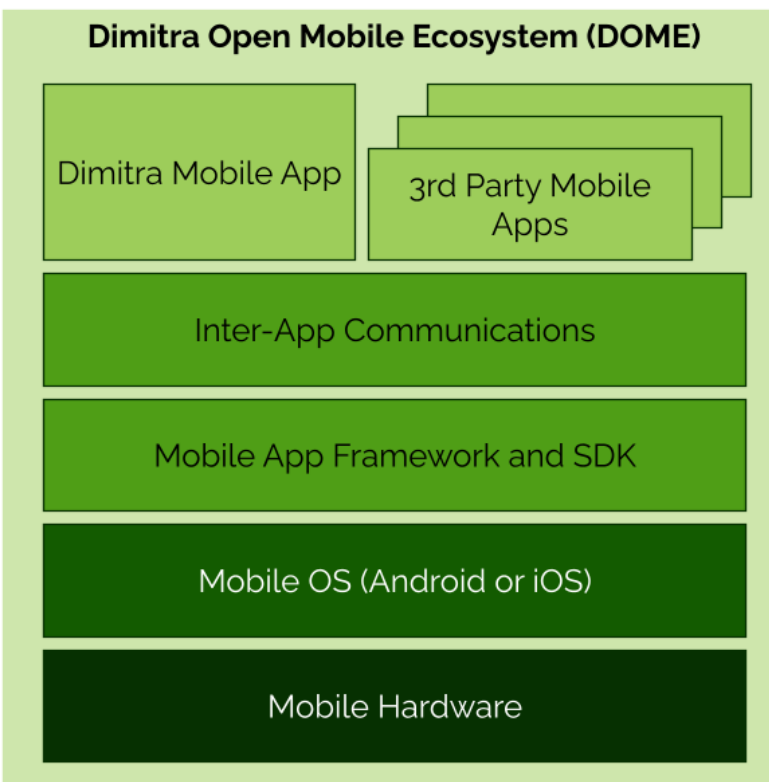 Dimitra Open Mobile Ecosystem (DOME)
Dimitra Mobile App
3rd Party Mobile
Apps
Inter-App Communications
Mobile App Framework and SDK
Mobile OS (Android or iOS)
Mobile Hardware